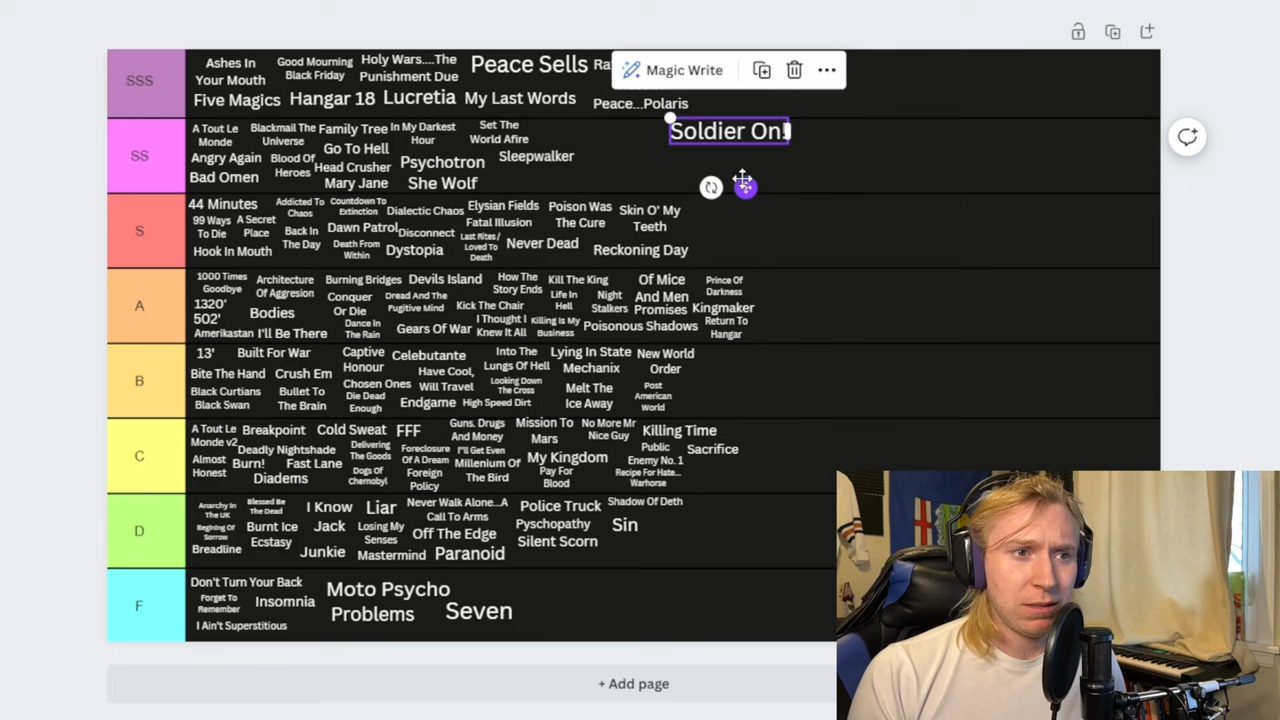 Magic Write
SSS
Ashes In
Your Mouth
Good Mourning
Black Friday
Holy Wars....The
Punishment Due
Peace Sells
Five Magics
Hangar 18
Lucretia
My Last Words
Peace...Polaris
SS
A Tout Le
Monde
Blackmail The
Universe
Family Tree
In My Darkest
Hour
Set The
World Afire
Soldier On!
Go To Hell
Angry Again
Blood Of
Heroes
Head Crusher
Psychotron
Sleepwalker
Bad Omen
Mary Jane
She Wolf
S
44 Minutes
Addicted To
Chaos
Countdown To
Extinction
Dialectic Chaos
Elysian Fields
Poison Was
The Cure
Skin O' My
Teeth
99 Ways
To Die
A Secret
Place
Back In
The Day
Dawn Patrol
Disconnect
Fatal Illusion
Hook In Mouth
Death From
Within
Dystopia
Last Rites /
Loved To
Death
Never Dead
Reckoning Day
A
1000 Times
Goodbye
Architecture
Of Aggresion
Burning Bridges
Devils Island
How The
Story Ends
Kill The King
Of Mice
And Men
Prince Of
Darkness
1320'
502'
Bodies
Conquer
Or Die
Dread And The
Fugitive Mind
Kick The Chair
Life In
Hell
Night
Stalkers
Promises
Kingmaker
Amerikastan
I'll Be There
Dance In
The Rain
Gears Of War
I Thought I
Knew It All
Killing Is My
Business
Poisonous Shadows
Return To
Hangar
B
13'
Built For War
Captive
Honour
Celebutante
Into The
Lungs Of Hell
Lying In State
New World
Order
Bite The Hand
Crush Em
Have Cool,
Will Travel
Mechanix
Black Curtians
Black Swan
Bullet To
The Brain
Chosen Ones
Die Dead
Enough
Endgame
Looking Down
The Cross
High Speed Dirt
Melt The
Ice Away
Post
American
World
C
A Tout Le
Monde v2
Breakpoint
Cold Sweat
FFF
Guns. Drugs
And Money
Mission To
Mars
No More Mr
Nice Guy
Killing Time
Almost
Honest
Deadly Nightshade
Burn!
Fast Lane
Delivering
The Goods
Foreclosure
Of A Dream
I"ll Get Even
Millenium Of
The Bird
My Kingdom
Public
Enemy No. 1
Sacrifice
Diadems
Dogs Of
Chernobyl
Foreign
Policy
Pay For
Blood
Recipe For Hate...
Warhorse
D
Anarchy In
The UK
Blessed Be
The Dead
I Know
Jack
Liar
Never Walk Alone...A
Call To Arms
Police Truck
Shadow Of Deth
Begining Of
Sorrow
Burnt Ice
Losing My
Senses
Off The Edge
Pyschopathy
Sin
Breadline
Ecstasy
Junkie
Mastermind
Paranoid
Silent Scorn
F
Don't Turn Your Back
Moto Psycho
Forget To
Remember
Insomnia
Problems
Seven
I Ain't Superstitious
+ Add page